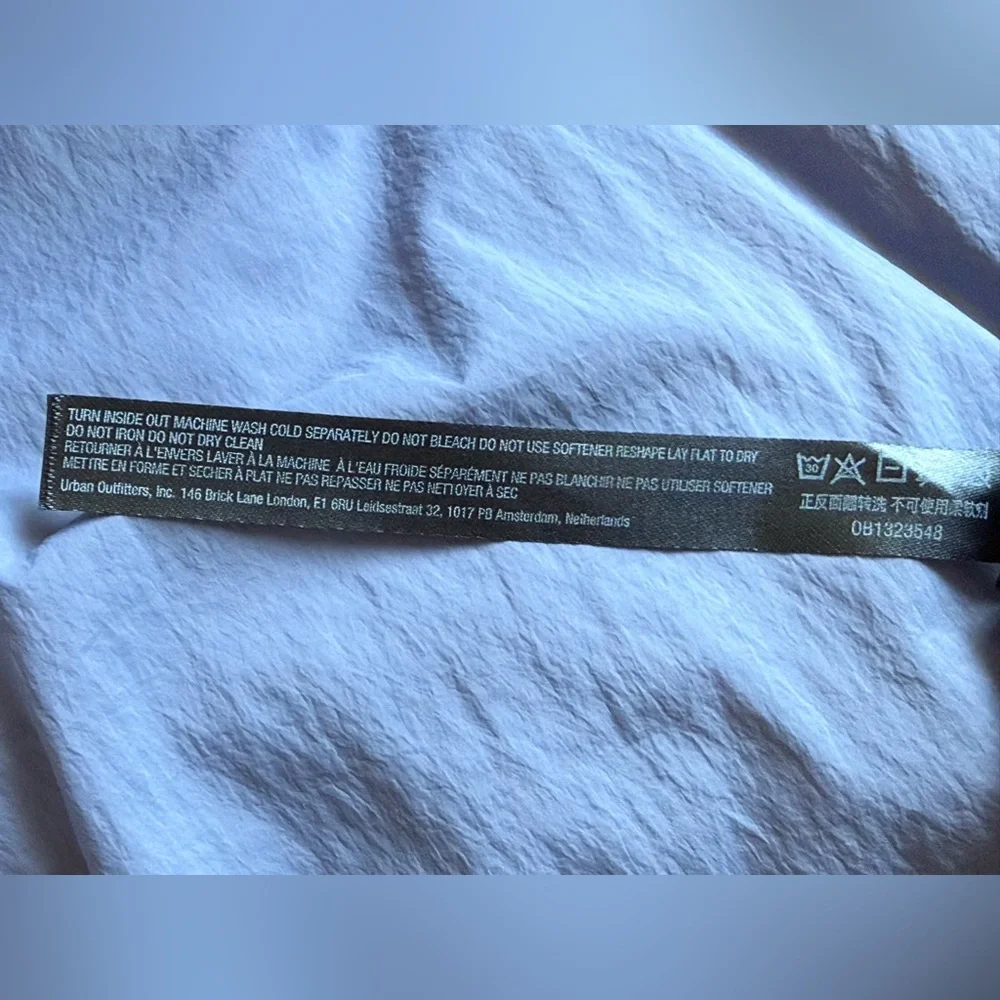 TURN INSIDE OUT MACHINE WASH COLD SEPARATELY DO NOT BLEACH DO NOT USE SOFTENER RESHAPE LAY FLAT TO DRY
DO NOT IRON DO NOT DRY CLEAN
RETOURNER À L'ENVERS LAVER À LA MACHINE À L'EAU FROIDE SÉPARÉMENT NE PAS BLANCHIR NE PAS UTILISER SOFTENER
METTRE EN FORME ET SECHER À PLAT NE PAS REPASSER NE PAS NETTOYER À SEC
Urban Outfitters, Inc. 146 Brick Lane London, E1 6RU Leidsestraat 32, 1017 PB Amsterdam, Netherlands
30
正反面翻转洗 不可使用柔软剂
0B1323548